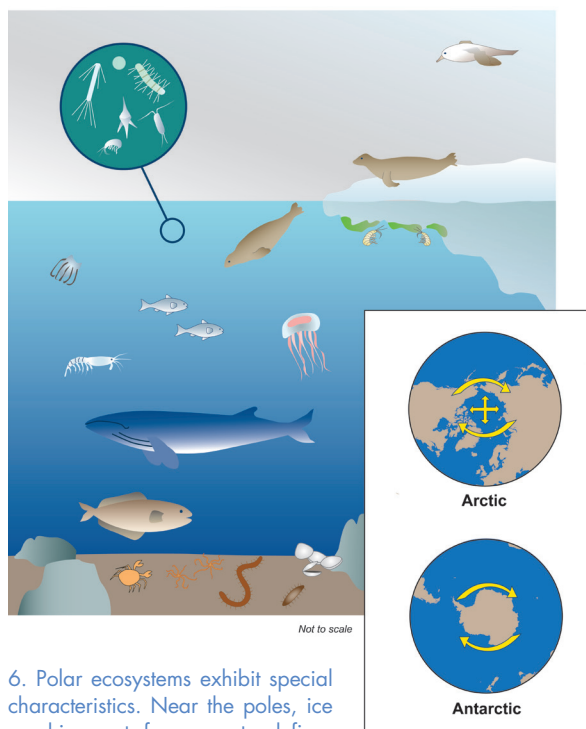 Arctic
Antarctic
Not to scale
6. Polar ecosystems exhibit special
characteristics. Near the poles, ice